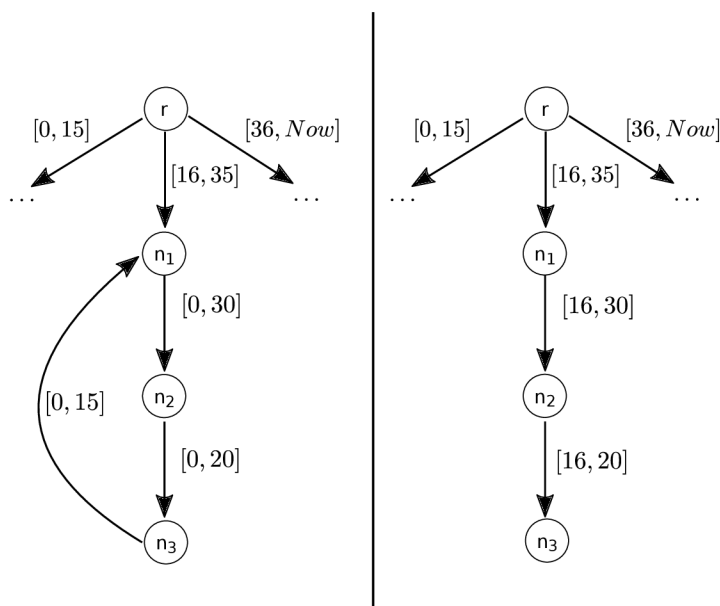 r
[0, 15]
[36, Now]
[16, 35]
...
...
n1
[0, 30]
[0, 15]
n2
[0, 20]
n3
r
[0, 15]
[36, Now]
[16, 35]
...
...
n1
[16, 30]
n2
[16, 20]
n3